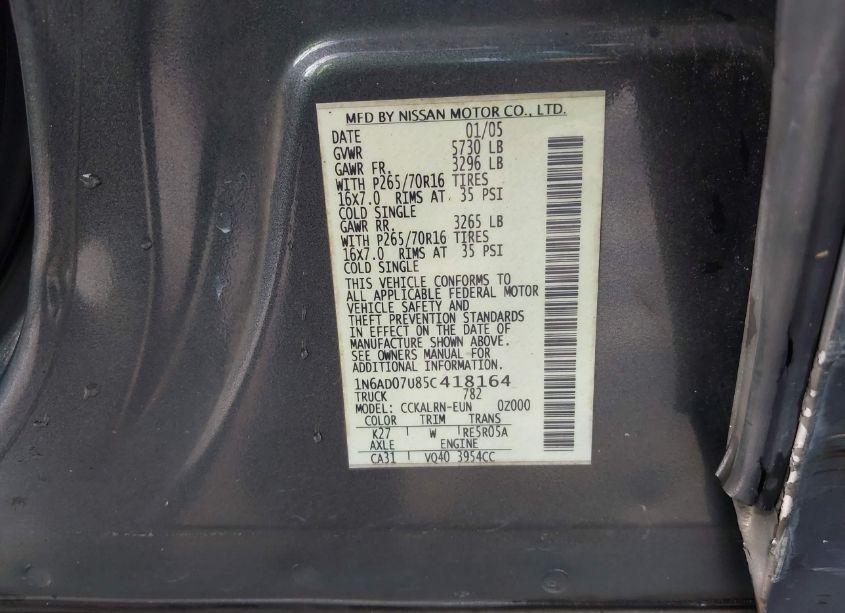 MFD BY NISSAN MOTOR CO., LTD.
DATE 01/05
GVWR 5730 LB
GAWR FR. 3296 LB
WITH P265/70R16 TIRES
16X7.0 RIMS AT 35 PSI
COLD SINGLE
GAWR RR. 3265 LB
WITH P265/70R16 TIRES
16X7.0 RIMS AT 35 PSI
COLD SINGLE
THIS VEHICLE CONFORMS TO
ALL APPLICABLE FEDERAL MOTOR
VEHICLE SAFETY AND
THEFT PREVENTION STANDARDS
IN EFFECT ON THE DATE OF
MANUFACTURE SHOWN ABOVE.
SEE OWNERS MANUAL FOR
ADDITIONAL INFORMATION.
1N6AD07U85C418164
TRUCK 782
MODEL: CCKALRN-EUN 0Z000
COLOR TRIM TRANS
K27 W RE5R05A
AXLE ENGINE
CA31 VQ40 3954CC